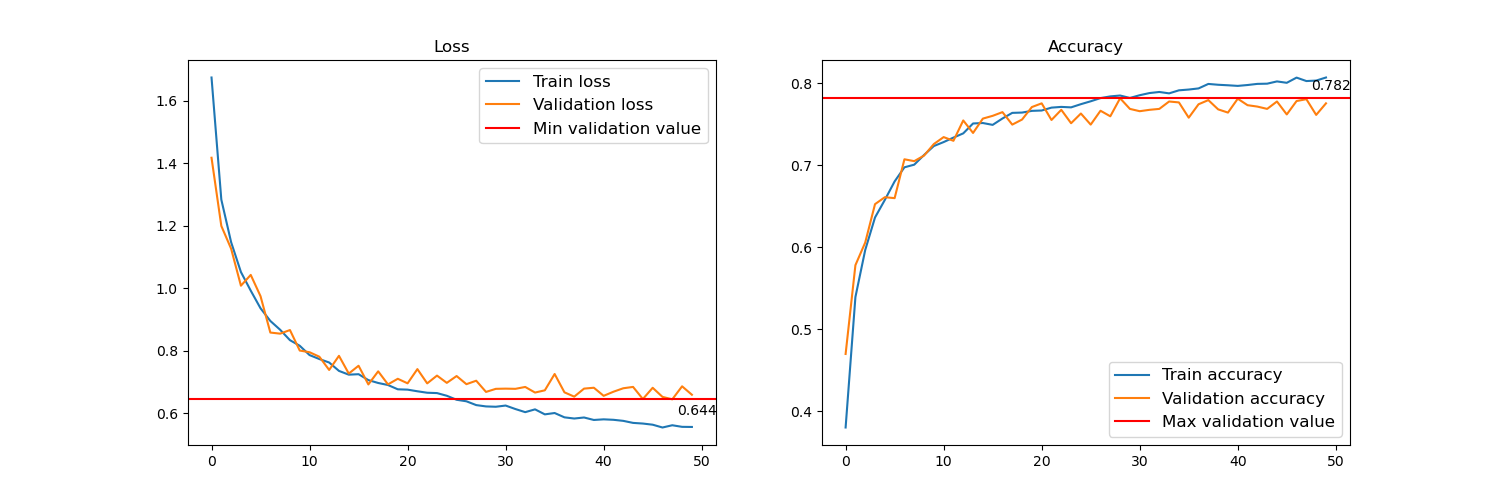 Loss
1.6
1.4
1.2
1.0
0.8
0.6
Train loss
Validation loss
Min validation value
0.644
0 10 20 30 40 50
Accuracy
0.8
0.7
0.6
0.5
0.4
0.782
Train accuracy
Validation accuracy
Max validation value
0 10 20 30 40 50